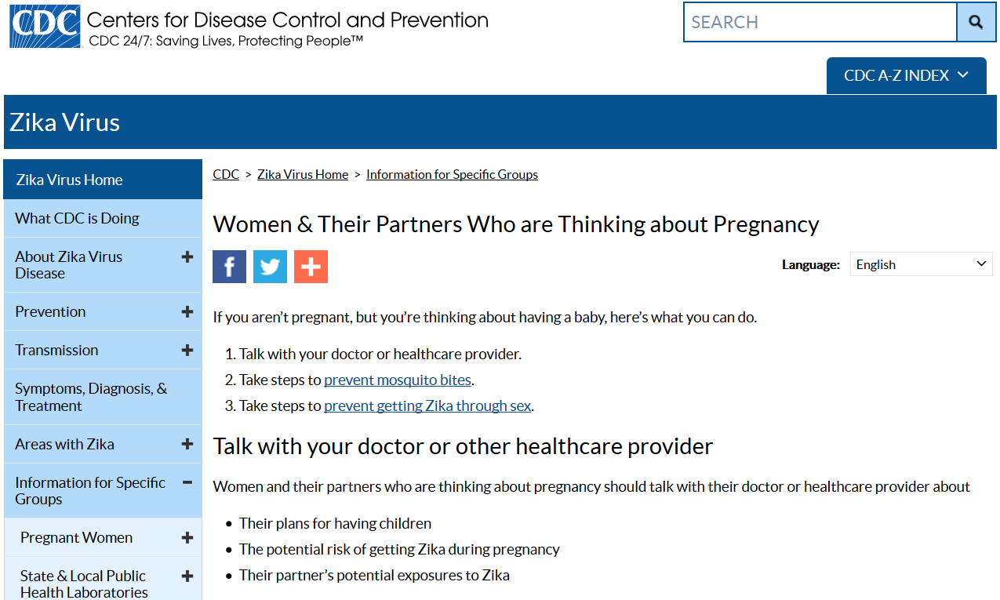 CDC Centers for Disease Control and Prevention
CDC 24/7: Saving Lives, Protecting People™
SEARCH
CDC A-Z INDEX
Zika Virus
Zika Virus Home
What CDC is Doing
About Zika Virus
Disease
Prevention
Transmission
Symptoms, Diagnosis, &
Treatment
Areas with Zika
Information for Specific
Groups
Pregnant Women
State & Local Public
Health Laboratories
CDC > Zika Virus Home > Information for Specific Groups
Women & Their Partners Who are Thinking about Pregnancy
Language: English
If you aren’t pregnant, but you’re thinking about having a baby, here’s what you can do.
1. Talk with your doctor or healthcare provider.
2. Take steps to prevent mosquito bites.
3. Take steps to prevent getting Zika through sex.
Talk with your doctor or other healthcare provider
Women and their partners who are thinking about pregnancy should talk with their doctor or healthcare provider about
• Their plans for having children
• The potential risk of getting Zika during pregnancy
• Their partner’s potential exposures to Zika